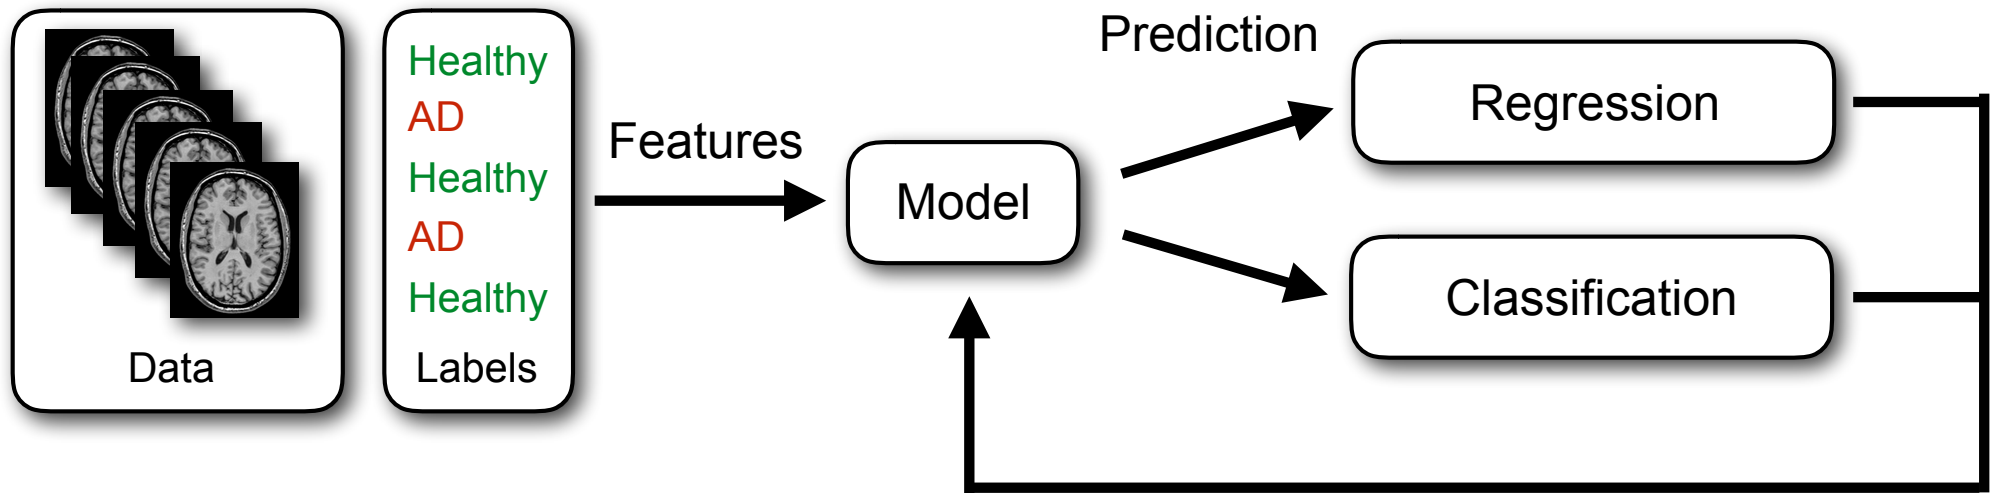 Healthy
AD
Healthy
AD
Healthy
Data
Labels
Features
Model
Prediction
Regression
Classification